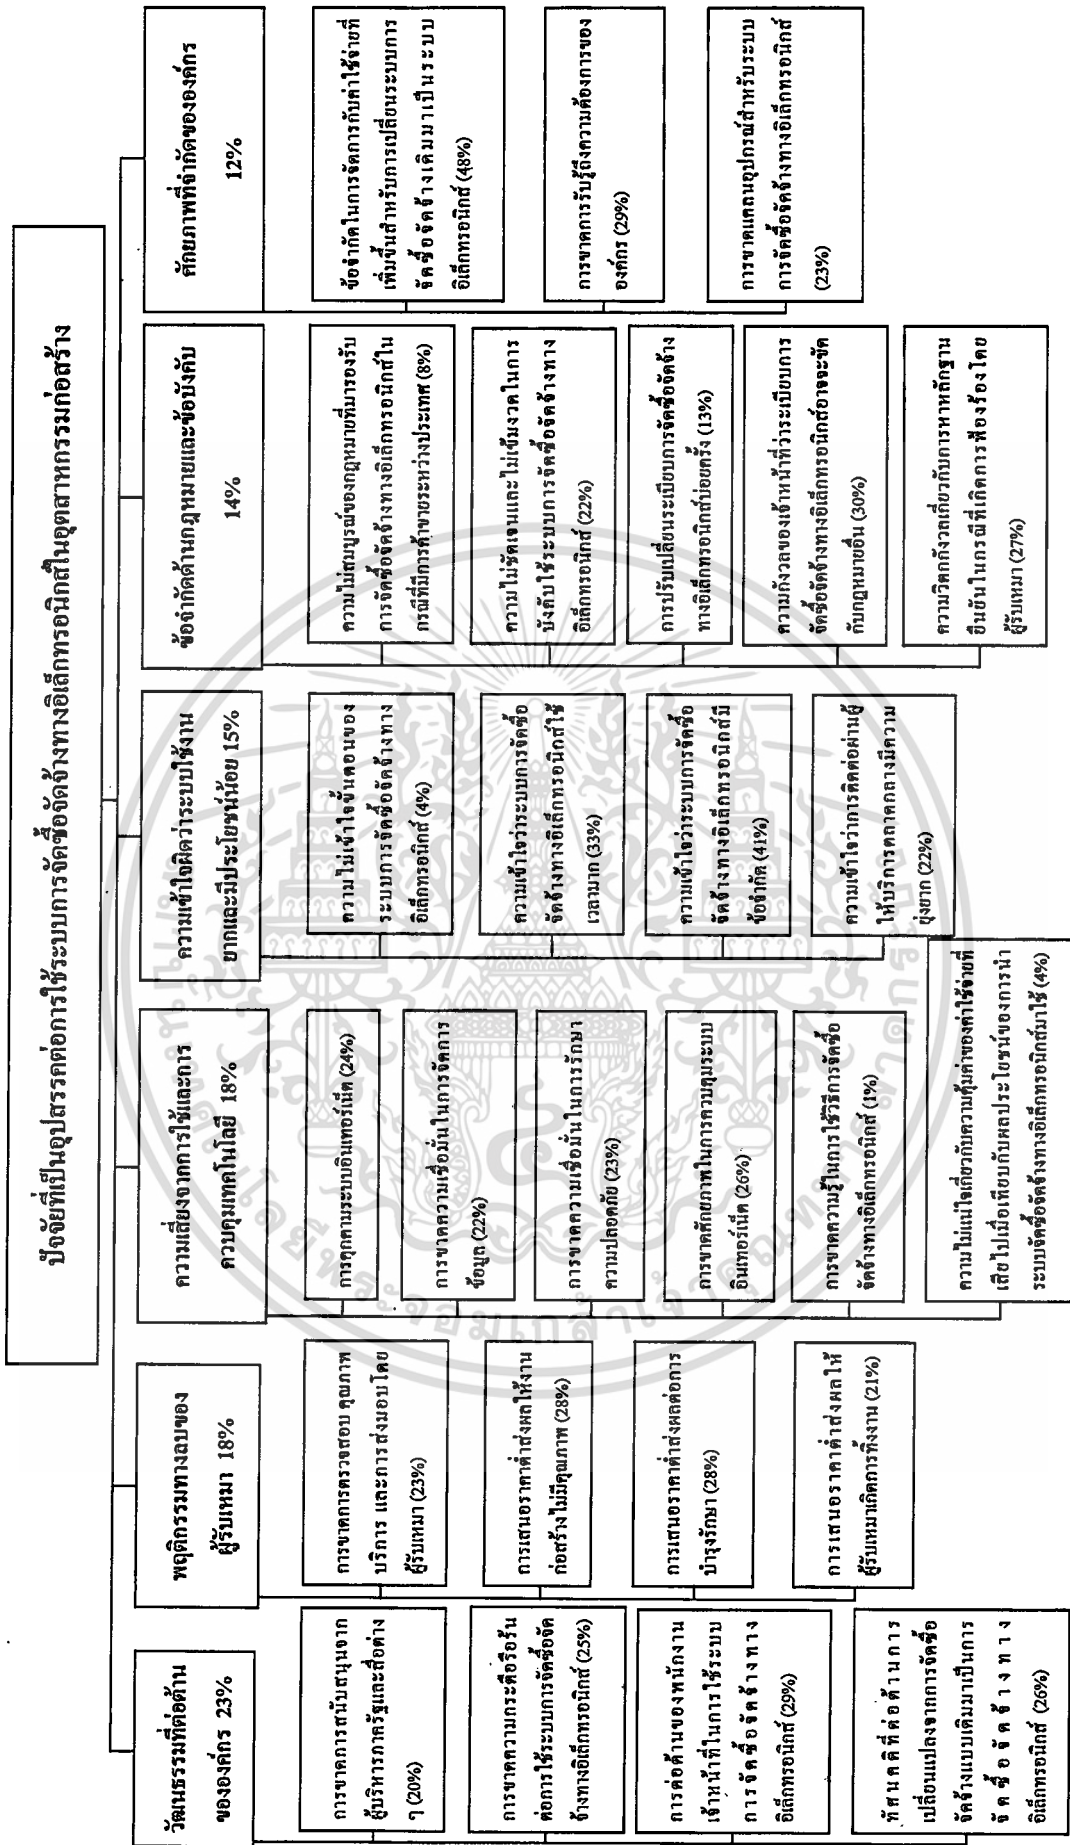 ปัจจัยที่เป็นอุปสรรคต่อการใช้ระบบการจัดซื้อจัดจ้างทางอิเล็กทรอนิกส์ในอุตสาหกรรมก่อสร้าง
วัฒนธรรมที่ต่อต้าน
ขององค์กร 23%
การขาดการสนับสนุนจาก
ผู้บริหารภาครัฐและสื่อต่าง
ๆ (20%)
การขาดความกระตือรือร้น
ต่อการใช้ระบบการจัดซื้อจัด
จ้างทางอิเล็กทรอนิกส์ (25%)
การต่อต้านของพนักงาน
เจ้าหน้าที่ในการใช้ระบบ
การจัดซื้อจัดจ้างทาง
อิเล็กทรอนิกส์ (29%)
ทัศนคติที่ต่อต้านการ
เปลี่ยนแปลงจากการจัดซื้อ
จัดจ้างแบบเดิมมาเป็นการ
จัดซื้อจัดจ้างทาง
อิเล็กทรอนิกส์ (26%)
พฤติกรรมทางลบของ
ผู้รับเหมา 18%
การขาดการตรวจสอบ คุณภาพ
บริการ และการส่งมอบโดย
ผู้รับเหมา (23%)
การเสนอราคาต่ำส่งผลให้งาน
ก่อสร้างไม่มีคุณภาพ (28%)
การเสนอราคาต่ำส่งผลต่อการ
บำรุงรักษา (28%)
การเสนอราคาต่ำส่งผลให้
ผู้รับเหมาเกิดการทิ้งงาน (21%)
ความเสี่ยงจากการใช้และการ
ควบคุมเทคโนโลยี 18%
การคุกคามระบบอินเทอร์เน็ต (24%)
การขาดความเชื่อมั่นในการจัดการ
ข้อมูล (22%)
การขาดความเชื่อมั่นในการรักษา
ความปลอดภัย (23%)
การขาดศักยภาพในการควบคุมระบบ
อินเทอร์เน็ต (26%)
การขาดความรู้ในการใช้วิธีการจัดซื้อ
จัดจ้างทางอิเล็กทรอนิกส์ (1%)
ความไม่แน่ใจเกี่ยวกับความคุ้มค่าของค่าใช้จ่ายที่
เสียไปเมื่อเทียบกับผลประโยชน์ของการนำ
ระบบจัดซื้อจัดจ้างทางอิเล็กทรอนิกส์มาใช้ (4%)
ความเข้าใจผิดว่าระบบใช้งาน
ยากและมีประโยชน์น้อย 15%
ความไม่เข้าใจขั้นตอนของ
ระบบการจัดซื้อจัดจ้างทาง
อิเล็กทรอนิกส์ (4%)
ความเข้าใจว่าระบบการจัดซื้อ
จัดจ้างทางอิเล็กทรอนิกส์ใช้
เวลามาก (33%)
ความเข้าใจว่าระบบการจัดซื้อ
จัดจ้างทางอิเล็กทรอนิกส์มี
ข้อจำกัด (41%)
ความเข้าใจว่าการติดต่อผ่านผู้
ให้บริการตลาดกลางมีความ
ยุ่งยาก (22%)
ข้อจำกัดด้านกฎหมายและข้อบังคับ
14%
ความไม่สมบูรณ์ของกฎหมายที่มารองรับ
การจัดซื้อจัดจ้างทางอิเล็กทรอนิกส์ใน
กรณีที่มีการค้าขายระหว่างประเทศ (8%)
ความไม่ชัดเจนและไม่เข้มงวดในการ
บังคับใช้ระบบการจัดซื้อจัดจ้างทาง
อิเล็กทรอนิกส์ (22%)
การปรับเปลี่ยนระเบียบการจัดซื้อจัดจ้าง
ทางอิเล็กทรอนิกส์บ่อยครั้ง (13%)
ความกังวลของเจ้าหน้าที่ว่าระเบียบการ
จัดซื้อจัดจ้างทางอิเล็กทรอนิกส์อาจจะขัด
กับกฎหมายอื่น (30%)
ความวิตกกังวลเกี่ยวกับการหาหลักฐาน
ยืนยันในกรณีที่เกิดการฟ้องร้องโดย
ผู้รับเหมา (27%)
ศักยภาพที่จำกัดขององค์กร
12%
ข้อจำกัดในการจัดการกับค่าใช้จ่ายที่
เพิ่มขึ้นสำหรับการเปลี่ยนระบบการ
จัดซื้อจัดจ้างเดิมมาเป็นระบบ
อิเล็กทรอนิกส์ (48%)
การขาดการรับรู้ถึงความต้องการของ
องค์กร (29%)
การขาดแคลนอุปกรณ์สำหรับระบบ
การจัดซื้อจัดจ้างทางอิเล็กทรอนิกส์
(23%)